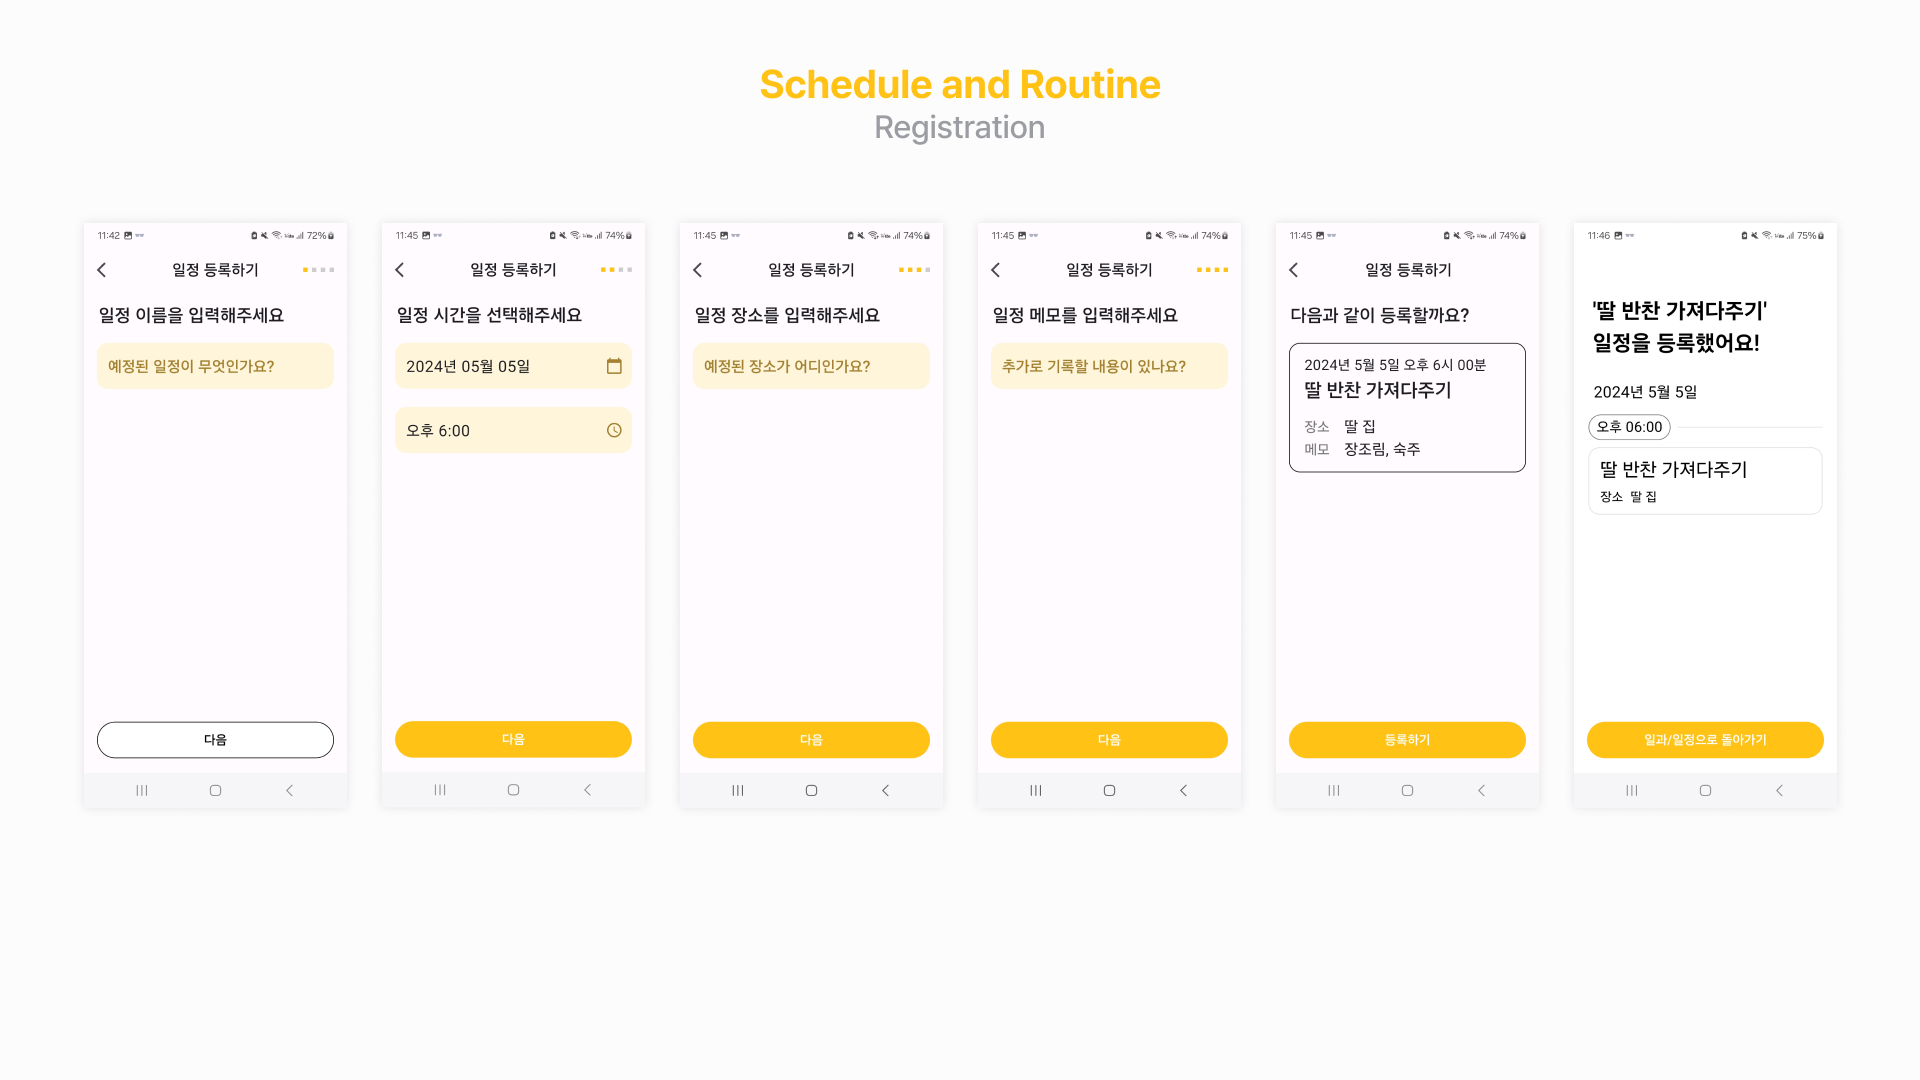 Schedule and Routine
Registration
11:42
72%
일정 등록하기
일정 이름을 입력해주세요
예정된 일정이 무엇인가요?
다음
11:45
74%
일정 등록하기
일정 시간을 선택해주세요
2024년 05월 05일
오후 6:00
다음
11:45
74%
일정 등록하기
일정 장소를 입력해주세요
예정된 장소가 어디인가요?
다음
11:45
74%
일정 등록하기
일정 메모를 입력해주세요
추가로 기록할 내용이 있나요?
다음
11:45
74%
일정 등록하기
다음과 같이 등록할까요?
2024년 5월 5일 오후 6시 00분
딸 반찬 가져다주기
장소 딸 집
메모 장조림, 숙주
등록하기
11:46
75%
'딸 반찬 가져다주기'
일정을 등록했어요!
2024년 5월 5일
오후 06:00
딸 반찬 가져다주기
장소 딸 집
일과/일정으로 돌아가기